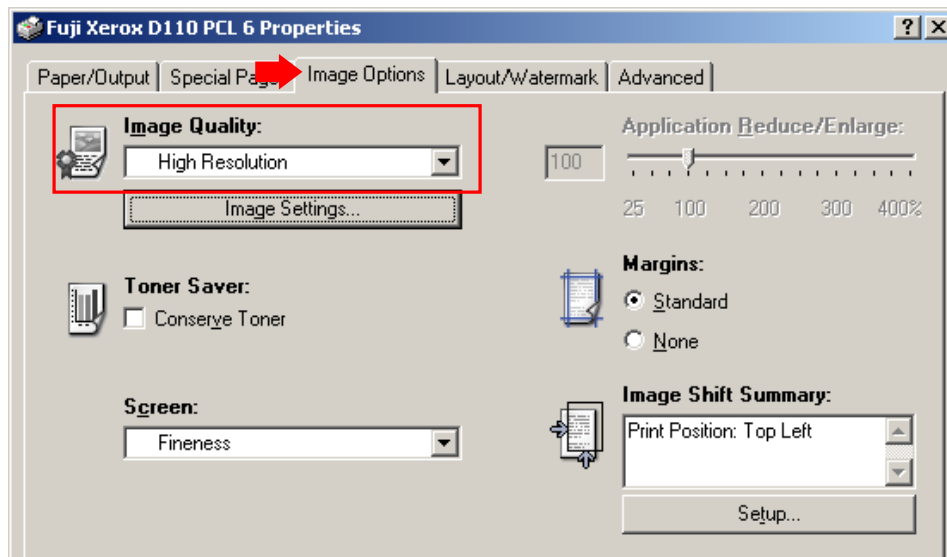 Fuji Xerox D110 PCL 6 Properties
Paper/Output Special Page Image Options Layout/Watermark Advanced
Image Quality:
High Resolution
Image Settings...
Application Reduce/Enlarge:
100
25 100 200 300 400%
Toner Saver:
Conserve Toner
Margins:
Standard
None
Screen:
Fineness
Image Shift Summary:
Print Position: Top Left
Setup...